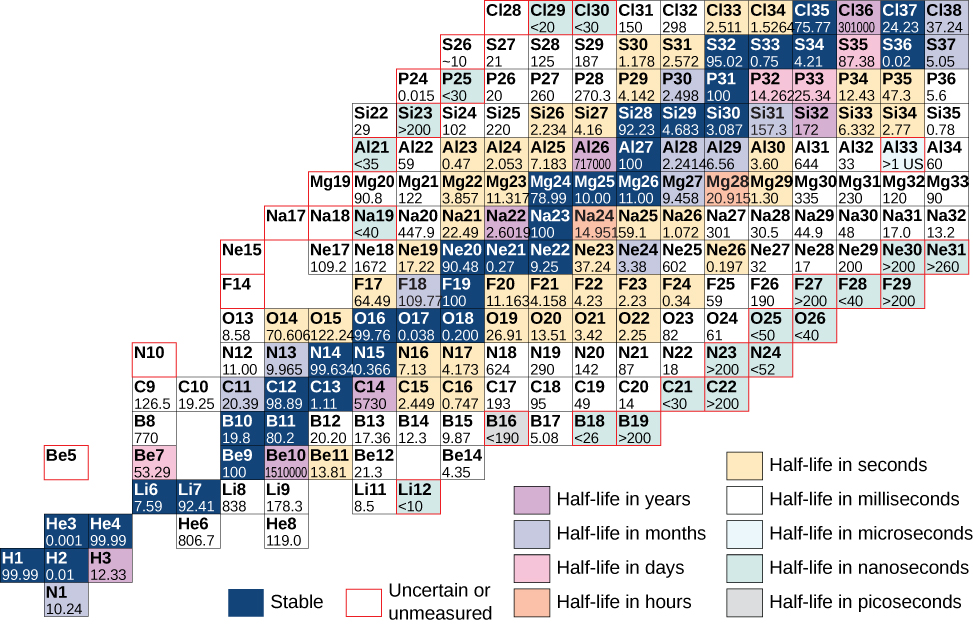 Cl28 Cl29 Cl30 Cl31 Cl32 Cl33 Cl34 Cl35 Cl36 Cl37 Cl38
<20 <30 150 298 2.511 1.5264 75.77 301000 24.23 37.24
S26 S27 S28 S29 S30 S31 S32 S33 S34 S35 S36 S37
~10 21 125 187 1.178 2.572 95.02 0.75 4.21 87.38 0.02 5.05
P24 P25 P26 P27 P28 P29 P30 P31 P32 P33 P34 P35 P36
0.015 <30 20 260 270.3 4.142 2.498 100 14.262 25.34 12.43 47.3 5.6
Si22 Si23 Si24 Si25 Si26 Si27 Si28 Si29 Si30 Si31 Si32 Si33 Si34 Si35
29 >200 102 220 2.234 4.16 92.23 4.683 3.087 157.3 172 6.332 2.77 0.78
Al21 Al22 Al23 Al24 Al25 Al26 Al27 Al28 Al29 Al30 Al31 Al32 Al33 Al34
<35 59 0.47 2.053 7.183 717000 100 2.2414 6.56 3.60 644 33 >1 US 60
Mg19 Mg20 Mg21 Mg22 Mg23 Mg24 Mg25 Mg26 Mg27 Mg28 Mg29 Mg30 Mg31 Mg32 Mg33
90.8 122 3.857 11.317 78.99 10.00 11.00 9.458 20.915 1.30 335 230 120 90
Na17 Na18 Na19 Na20 Na21 Na22 Na23 Na24 Na25 Na26 Na27 Na28 Na29 Na30 Na31 Na32
<40 447.9 22.49 2.6019 100 14.951 59.1 1.072 301 30.5 44.9 48 17.0 13.2
Ne15 Ne17 Ne18 Ne19 Ne20 Ne21 Ne22 Ne23 Ne24 Ne25 Ne26 Ne27 Ne28 Ne29 Ne30 Ne31
109.2 1672 17.22 90.48 0.27 9.25 37.24 3.38 602 0.197 32 17 200 >200 >260
F14 F17 F18 F19 F20 F21 F22 F23 F24 F25 F26 F27 F28 F29
64.49 109.77 100 11.163 4.158 4.23 2.23 0.34 59 190 >200 <40 >200
O13 O14 O15 O16 O17 O18 O19 O20 O21 O22 O23 O24 O25 O26
8.58 70.606 122.24 99.76 0.038 0.200 26.91 13.51 3.42 2.25 82 61 <50 <40
N10 N12 N13 N14 N15 N16 N17 N18 N19 N20 N21 N22 N23 N24
11.00 9.965 99.634 0.366 7.13 4.173 624 290 142 87 18 >200 <52
C9 C10 C11 C12 C13 C14 C15 C16 C17 C18 C19 C20 C21 C22
126.5 19.25 20.39 98.89 1.11 5730 2.449 0.747 193 95 49 14 <30 >200
B8 B10 B11 B12 B13 B14 B15 B16 B17 B18 B19
770 19.8 80.2 20.20 17.36 12.3 9.87 <190 5.08 <26 >200
Be5 Be7 Be9 Be10 Be11 Be12 Be14
53.29 100 1510000 13.81 21.3 4.35
Li6 Li7 Li8 Li9 Li11 Li12
7.59 92.41 838 178.3 8.5 <10
He3 He4 He6 He8
0.001 99.99 806.7 119.0
H1 H2 H3
99.99 0.01 12.33
N1
10.24
Stable
Uncertain or
unmeasured
Half-life in years
Half-life in months
Half-life in days
Half-life in hours
Half-life in seconds
Half-life in milliseconds
Half-life in microseconds
Half-life in nanoseconds
Half-life in picoseconds